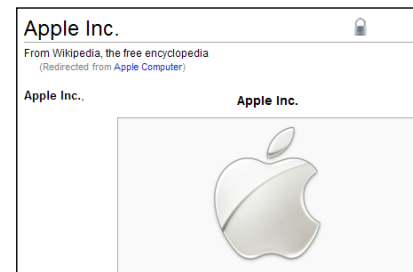 Apple Inc.
From Wikipedia, the free encyclopedia
(Redirected from Apple Computer)
Apple Inc.,
Apple Inc.